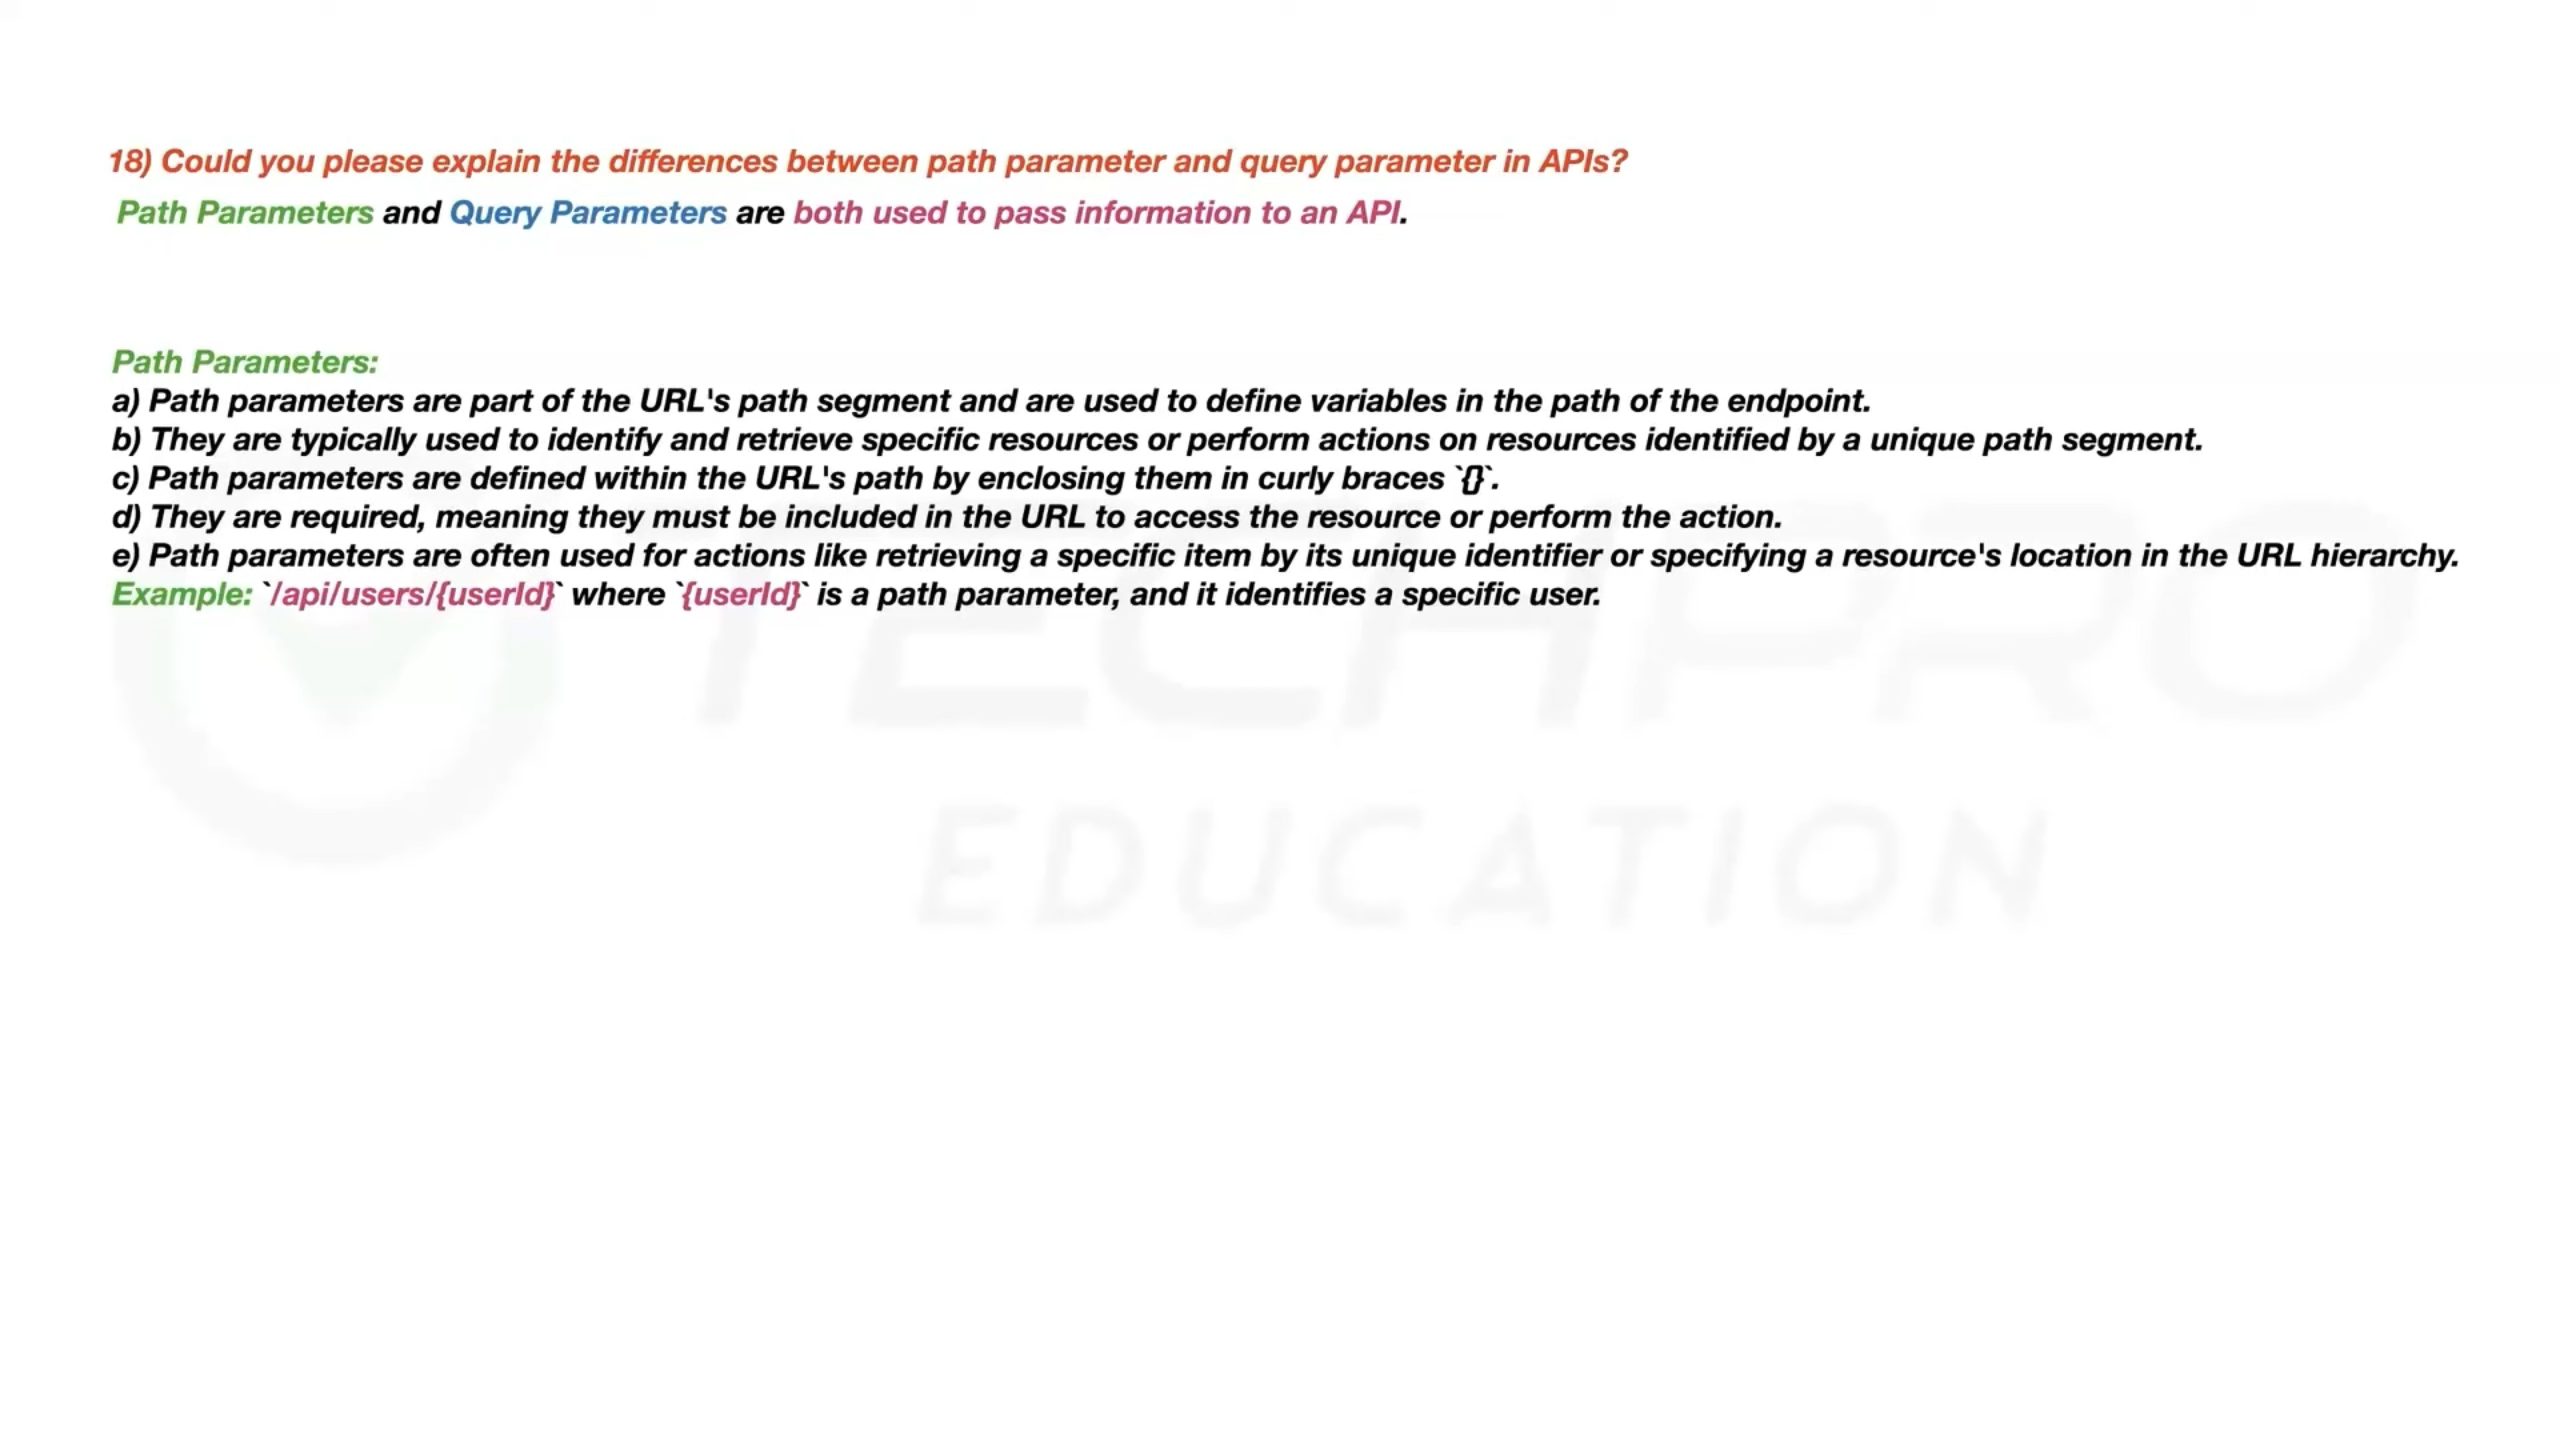 18) Could you please explain the differences between path parameter and query parameter in APIs?
Path Parameters and Query Parameters are both used to pass information to an API.
Path Parameters:
a) Path parameters are part of the URL's path segment and are used to define variables in the path of the endpoint.
b) They are typically used to identify and retrieve specific resources or perform actions on resources identified by a unique path segment.
c) Path parameters are defined within the URL's path by enclosing them in curly braces `{}`.
d) They are required, meaning they must be included in the URL to access the resource or perform the action.
e) Path parameters are often used for actions like retrieving a specific item by its unique identifier or specifying a resource's location in the URL hierarchy.
Example: `/api/users/{userId}` where `{userId}` is a path parameter, and it identifies a specific user.
TECHPRO
EDUCATION